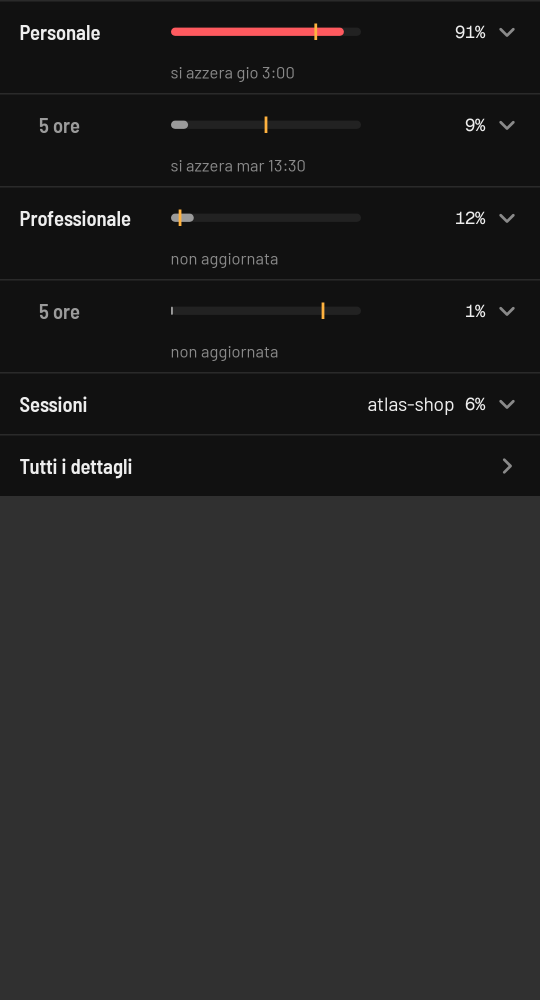 Personale 91%
si azzera gio 3:00
5 ore 9%
si azzera mar 13:30
Professionale 12%
non aggiornata
5 ore 1%
non aggiornata
Sessioni atlas-shop 6%
Tutti i dettagli